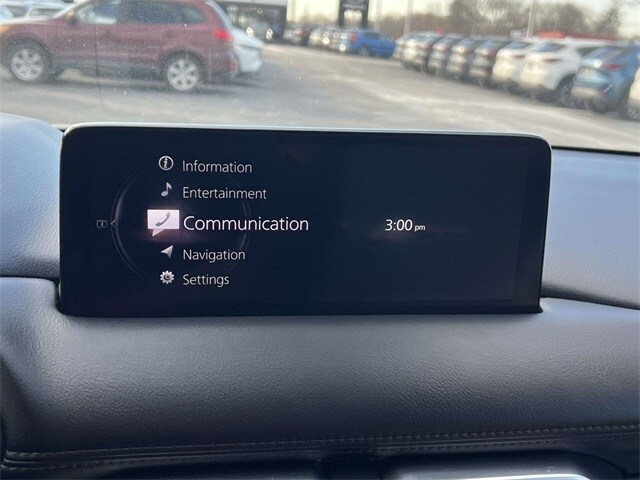 Information
Entertainment
Communication
3:00 pm
Navigation
Settings